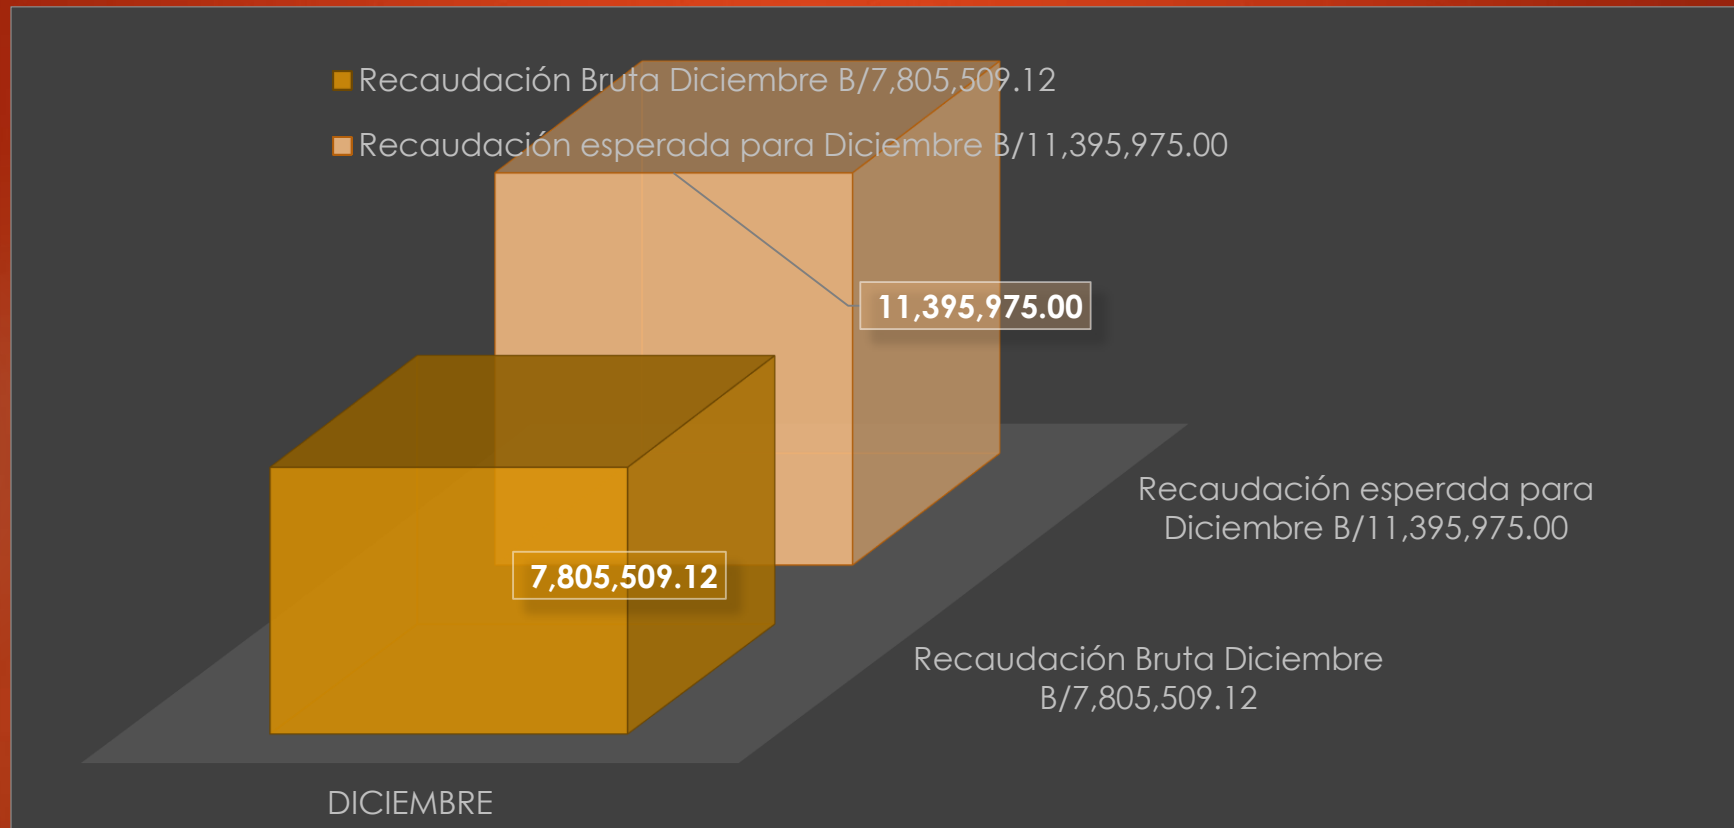 Recaudación Bruta Diciembre B/7,805,509.12
Recaudación esperada para Diciembre B/11,395,975.00
11,395,975.00
7,805,509.12
Recaudación esperada para
Diciembre B/11,395,975.00
Recaudación Bruta Diciembre
B/7,805,509.12
DICIEMBRE